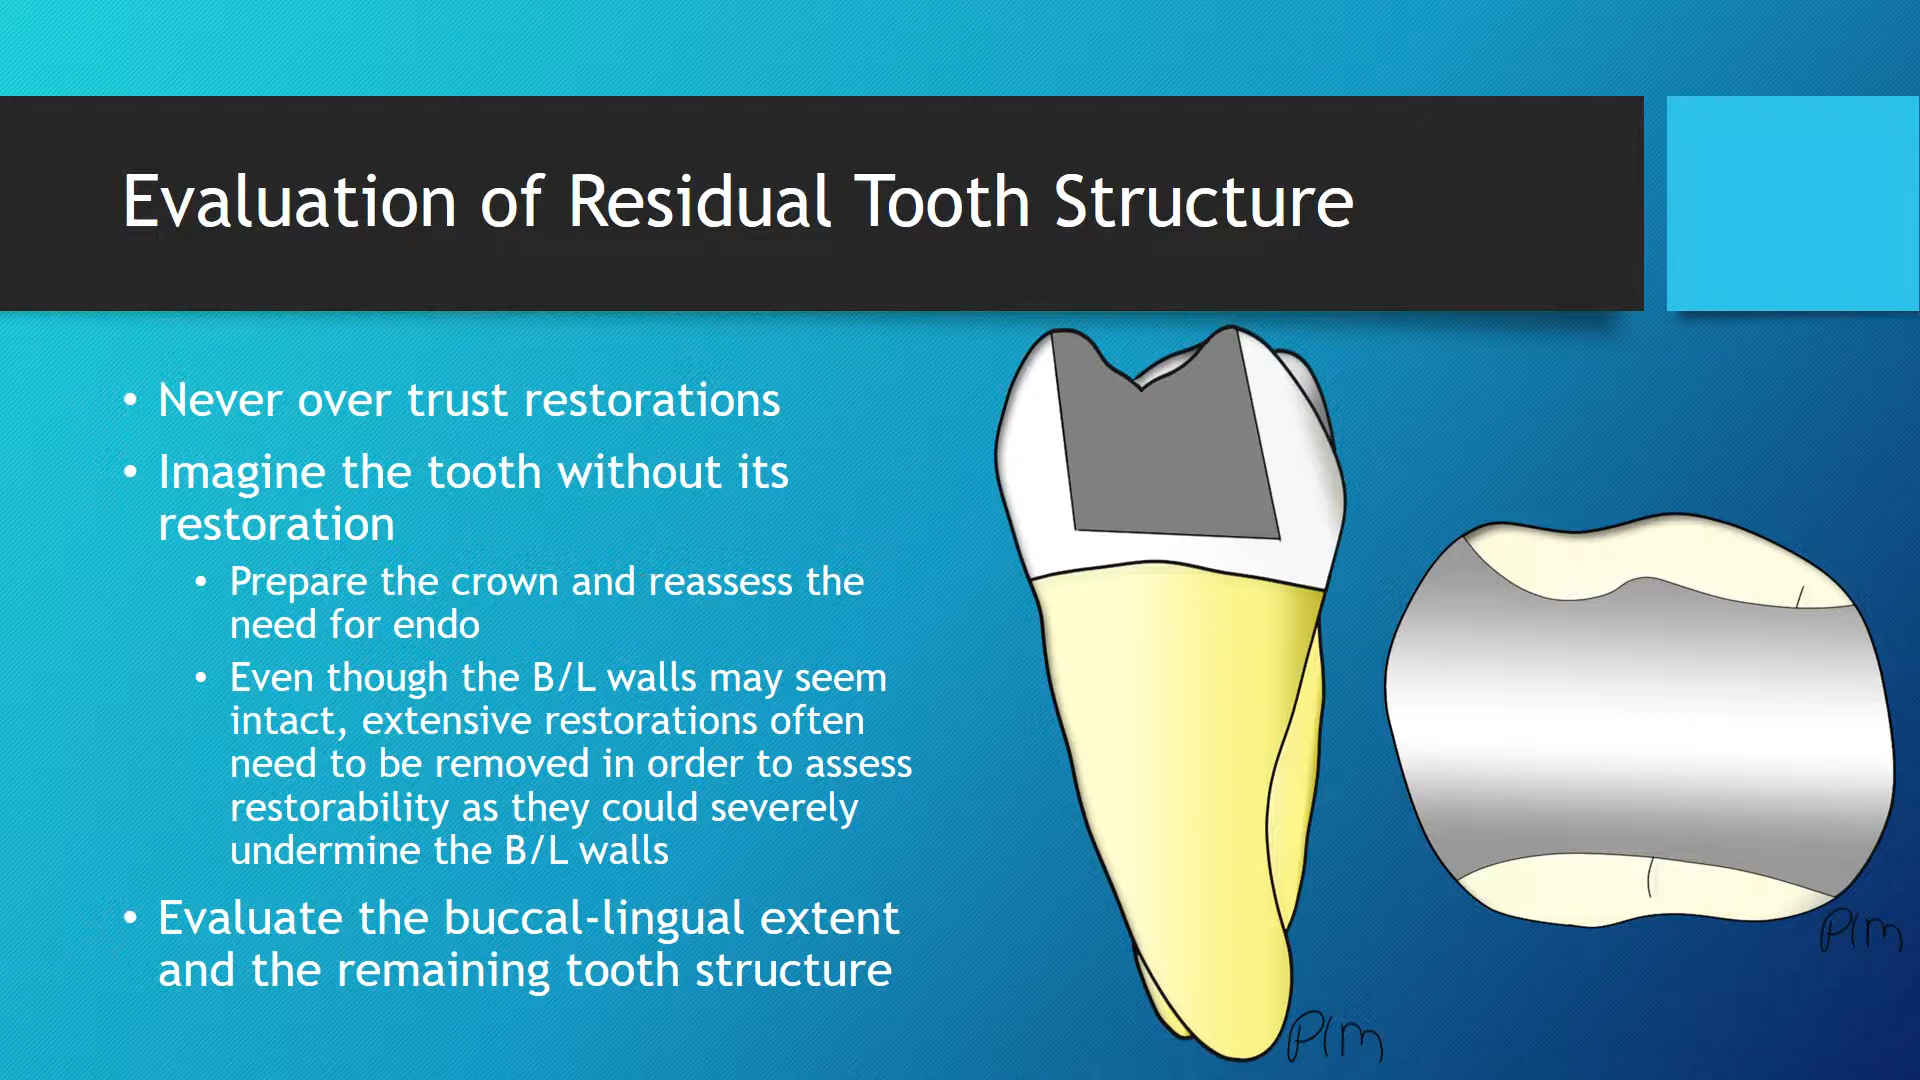 Evaluation of Residual Tooth Structure
• Never over trust restorations
• Imagine the tooth without its
restoration
• Prepare the crown and reassess the
need for endo
• Even though the B/L walls may seem
intact, extensive restorations often
need to be removed in order to assess
restorability as they could severely
undermine the B/L walls
• Evaluate the buccal-lingual extent
and the remaining tooth structure